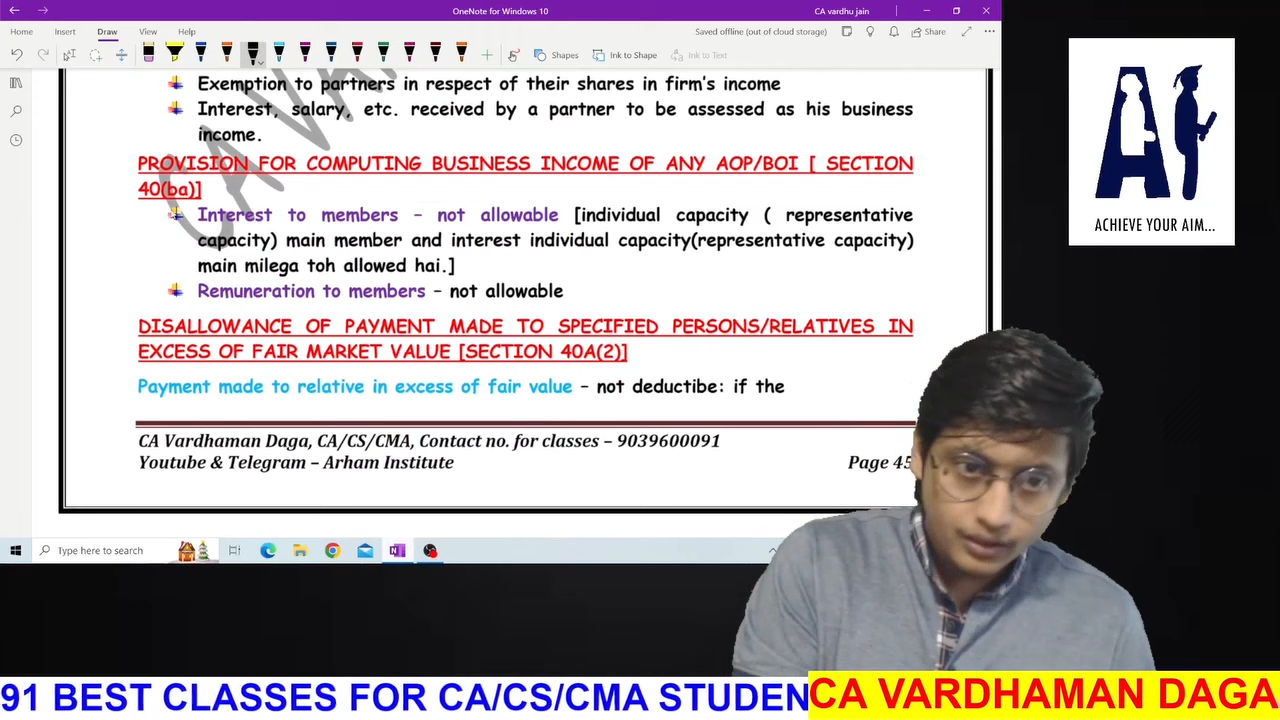 OneNote for Windows 10
CA vardhu jain
Home Insert Draw View Help
Saved offline (out of cloud storage)
Share
Shapes
Ink to Shape
Ink to Text
CA VA
Exemption to partners in respect of their shares in firm's income
Interest, salary, etc. received by a partner to be assessed as his business
income.
PROVISION FOR COMPUTING BUSINESS INCOME OF ANY AOP/BOI [ SECTION
40(ba)]
Interest to members – not allowable [individual capacity ( representative
capacity) main member and interest individual capacity(representative capacity)
main milega toh allowed hai.]
Remuneration to members – not allowable
DISALLOWANCE OF PAYMENT MADE TO SPECIFIED PERSONS/RELATIVES IN
EXCESS OF FAIR MARKET VALUE [SECTION 40A(2)]
Payment made to relative in excess of fair value – not deductibe: if the
CA Vardhaman Daga, CA/CS/CMA, Contact no. for classes – 9039600091
Youtube & Telegram – Arham Institute
Page 45
Type here to search
AI
ACHIEVE YOUR AIM...
91 BEST CLASSES FOR CA/CS/CMA STUDEN
CA VARDHAMAN DAGA